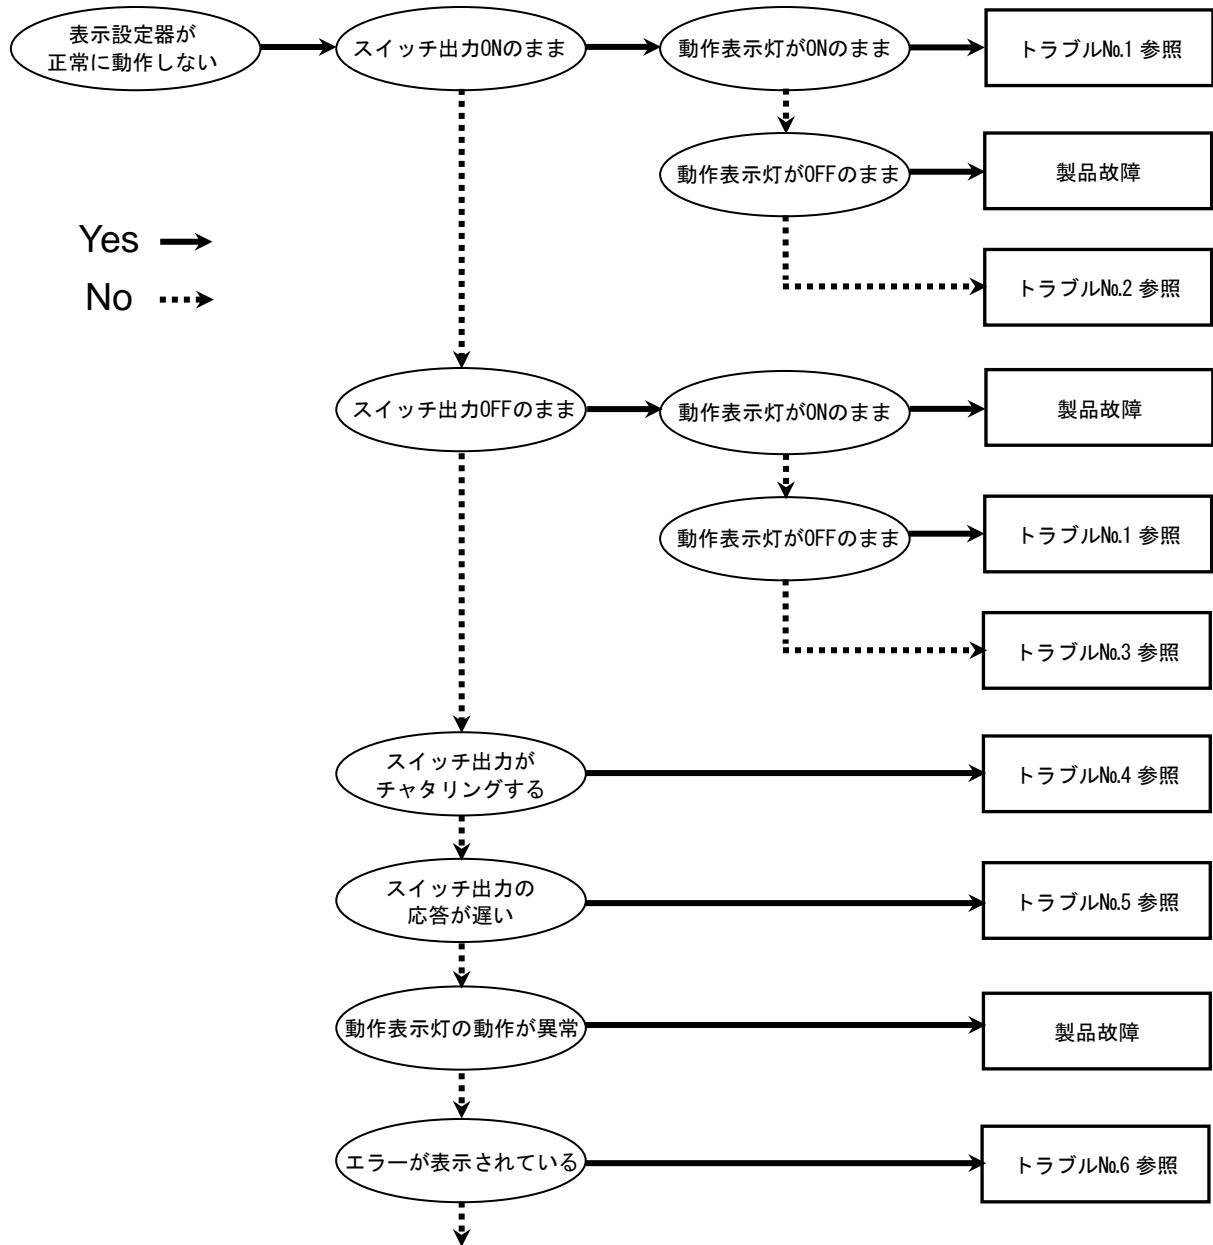 表示設定器が
正常に動作しない
スイッチ出力ONのまま
動作表示灯がONのまま
トラブル№1 参照
動作表示灯がOFFのまま
製品故障
Yes
No
トラブル№2 参照
スイッチ出力OFFのまま
動作表示灯がONのまま
製品故障
動作表示灯がOFFのまま
トラブル№1 参照
トラブル№3 参照
スイッチ出力が
チャタリングする
トラブル№4 参照
スイッチ出力の
応答が遅い
トラブル№5 参照
動作表示灯の動作が異常
製品故障
エラーが表示されている
トラブル№6 参照